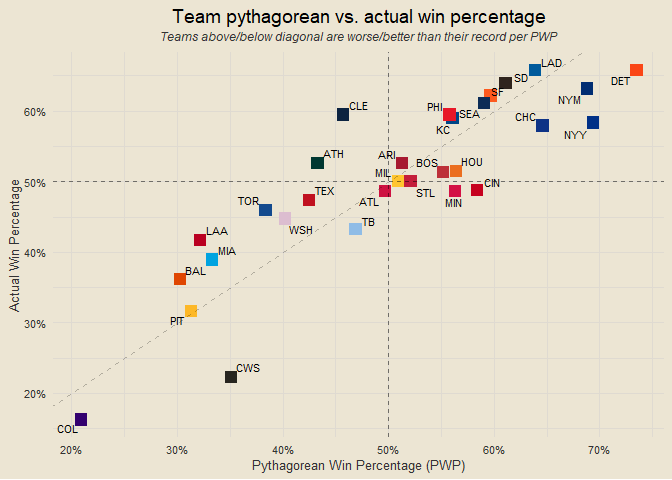 Team pythagorean vs. actual win percentage
Teams above/below diagonal are worse/better than their record per PWP
LAD
DET
SD
SF
NYM
CLE
PHI
SEA
KC
CHC
NYY
ATH
ARI
BOS
HOU
MIL
CIN
TEX
STL
MIN
ATL
TOR
WSH
TB
LAA
MIA
BAL
PIT
CWS
COL
60%
50%
40%
30%
20%
Actual Win Percentage
20% 30% 40% 50% 60% 70%
Pythagorean Win Percentage (PWP)